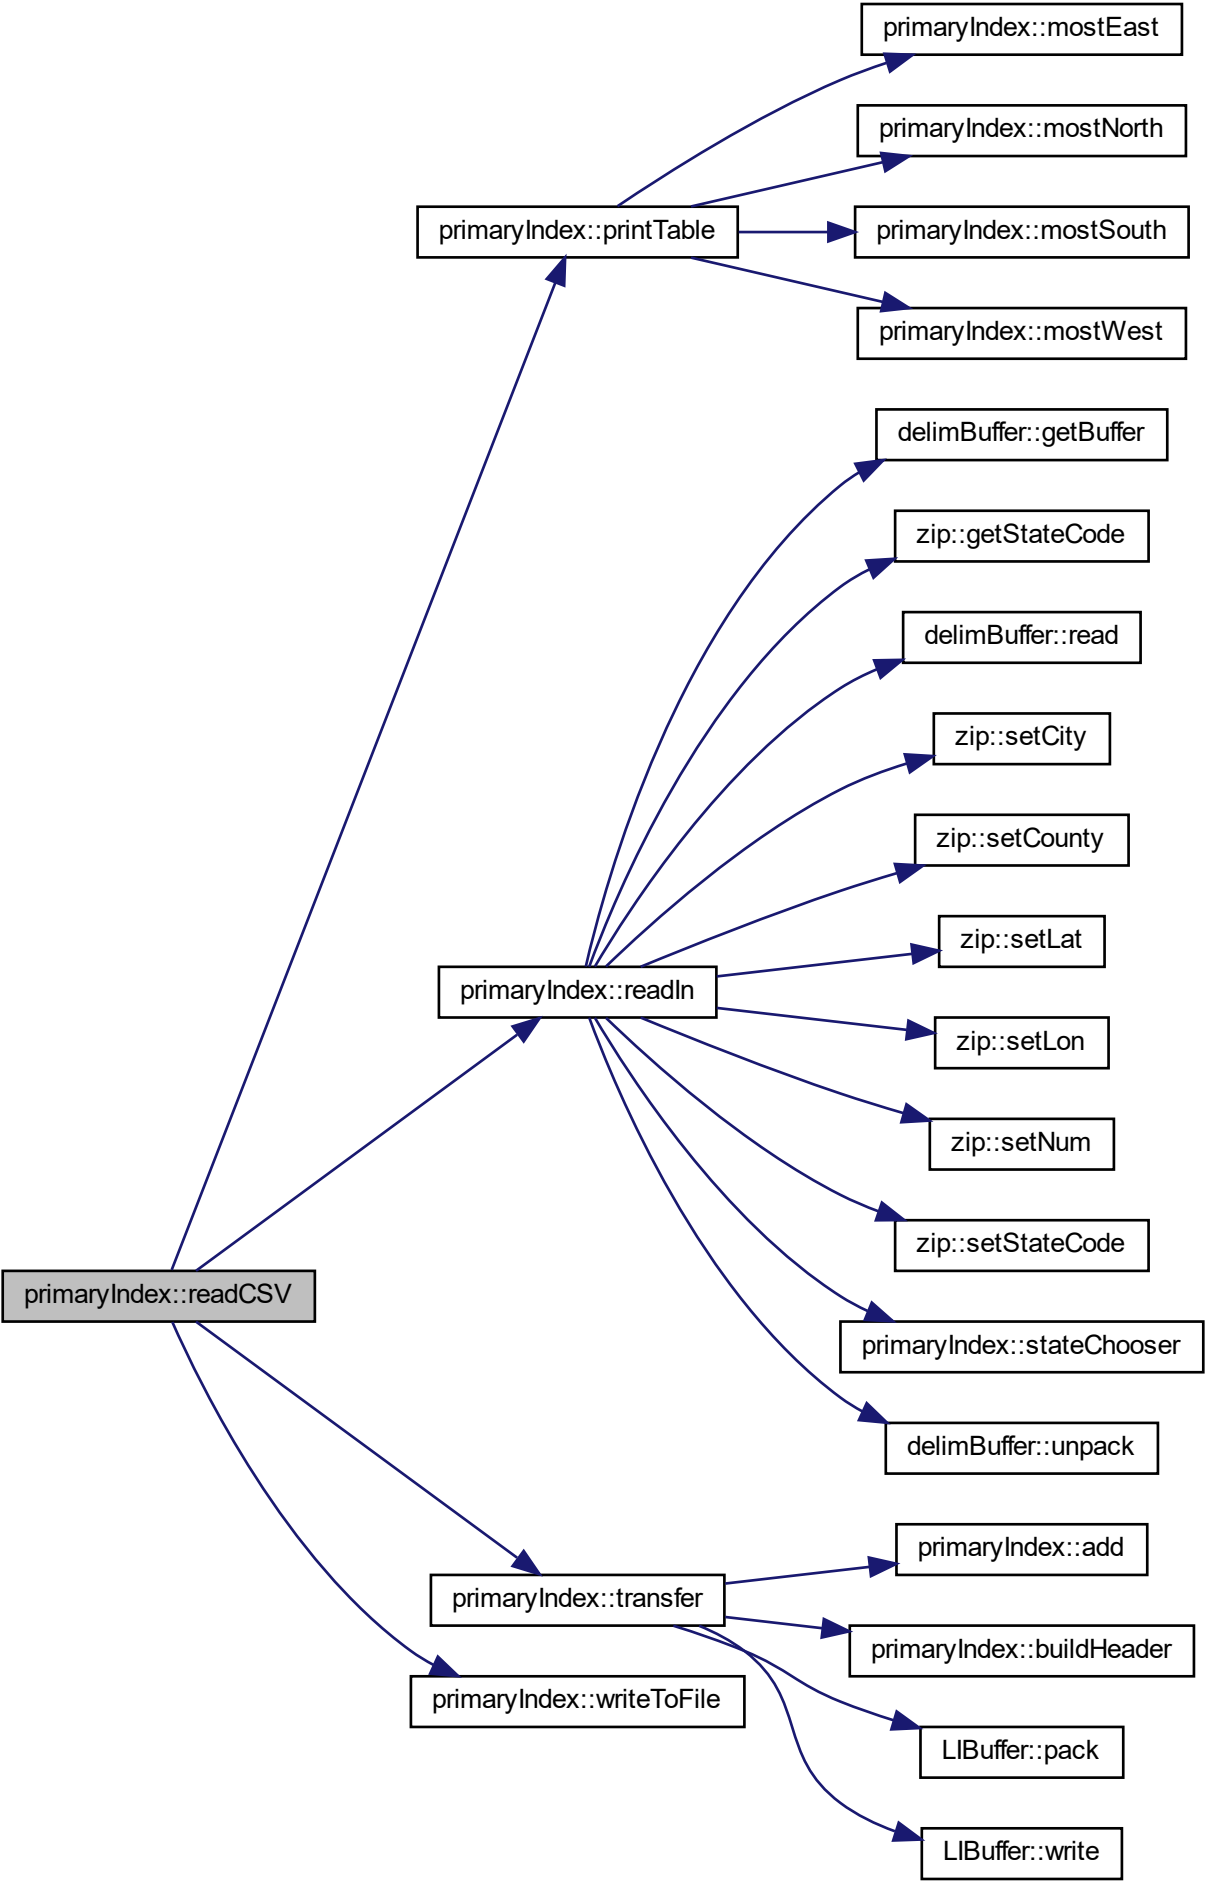 primaryIndex::mostEast
primaryIndex::mostNorth
primaryIndex::printTable
primaryIndex::mostSouth
primaryIndex::mostWest
delimBuffer::getBuffer
zip::getStateCode
delimBuffer::read
zip::setCity
zip::setCounty
zip::setLat
primaryIndex::readIn
zip::setLon
zip::setNum
zip::setStateCode
primaryIndex::readCSV
primaryIndex::stateChooser
delimBuffer::unpack
primaryIndex::add
primaryIndex::transfer
primaryIndex::buildHeader
primaryIndex::writeToFile
LIBuffer::pack
LIBuffer::write